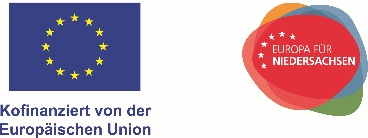 EUROPA FÜR
NIEDERSACHSEN
Kofinanziert von der
Europäischen Union